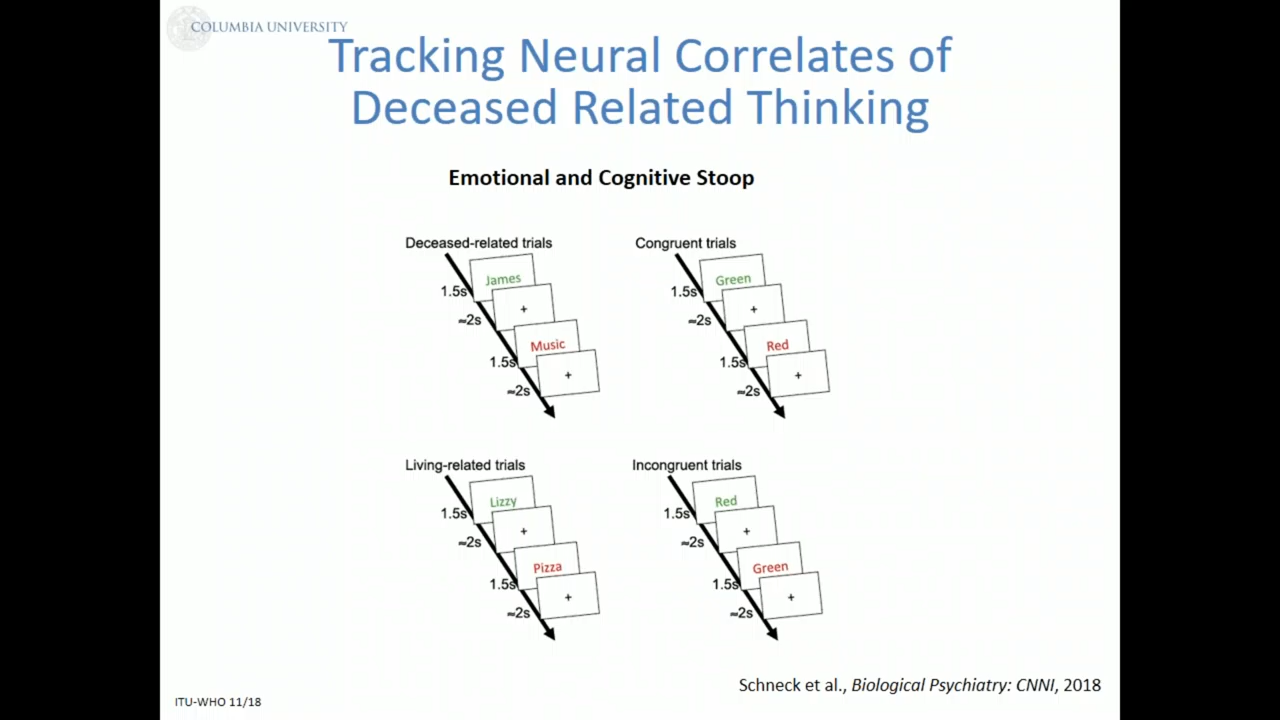 COLUMBIA UNIVERSITY
Tracking Neural Correlates of
Deceased Related Thinking
Emotional and Cognitive Stoop
Deceased-related trials
James
1.5s
+
≈2s
Music
1.5s
+
≈2s
Congruent trials
Green
1.5s
+
≈2s
Red
1.5s
+
≈2s
Living-related trials
Lizzy
1.5s
+
≈2s
Pizza
1.5s
+
≈2s
Incongruent trials
Red
1.5s
+
≈2s
Green
1.5s
+
≈2s
Schneck et al., Biological Psychiatry: CNNI, 2018
ITU-WHO 11/18